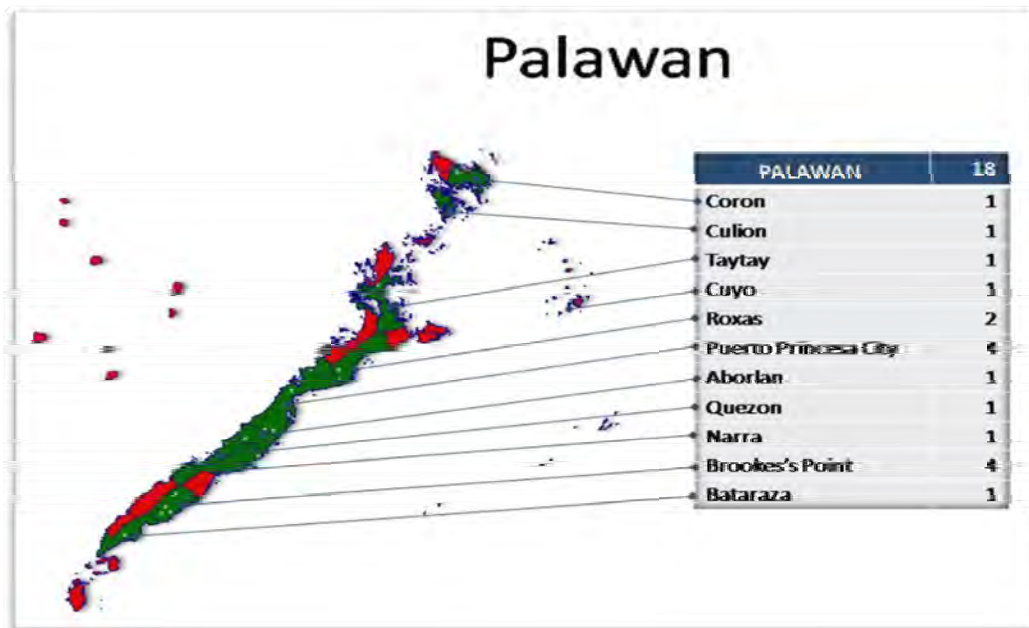 Palawan
PALAWAN 18
Coron 1
Culion 1
Taytay 1
Cuyo 1
Roxas 2
Puerto Princesa City 4
Aborlan 1
Quezon 1
Narra 1
Brookes's Point 4
Bataraza 1